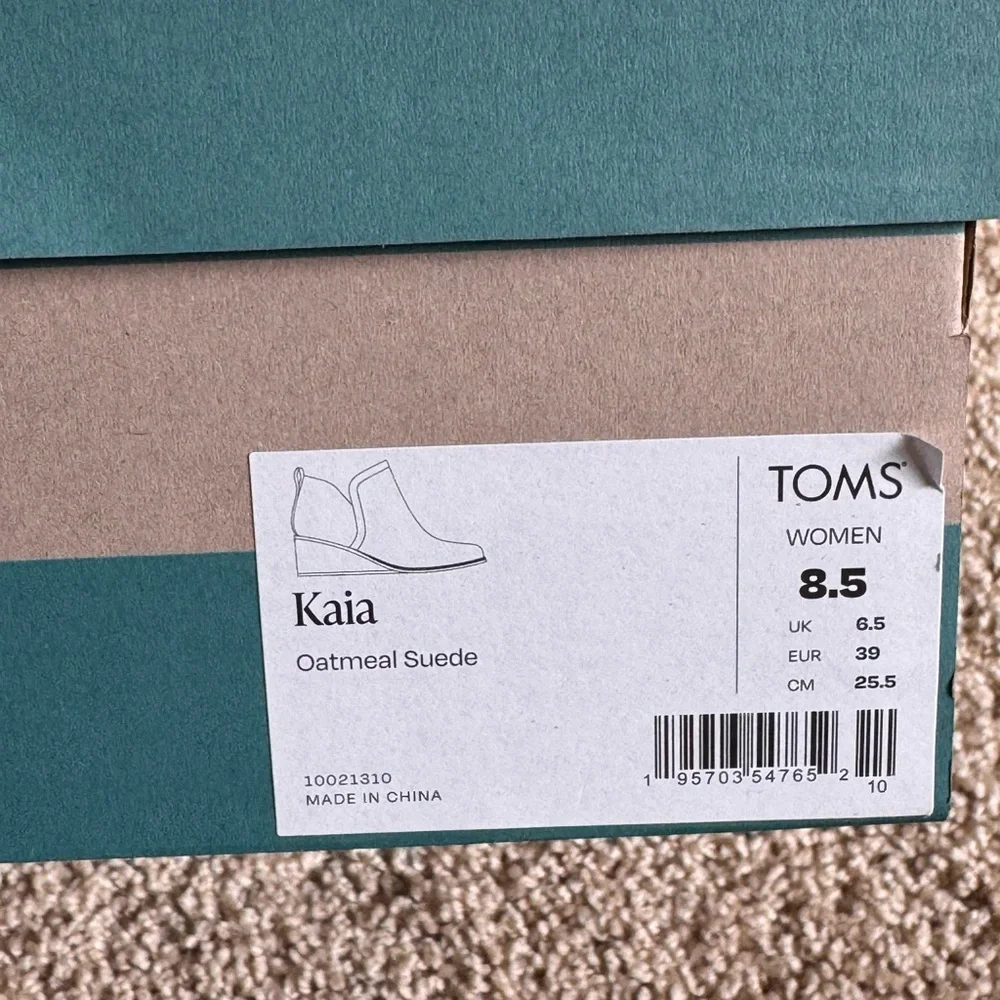 Kaia
Oatmeal Suede
10021310
MADE IN CHINA
TOMS
WOMEN
8.5
UK 6.5
EUR 39
CM 25.5
1 95703 54765 2 10